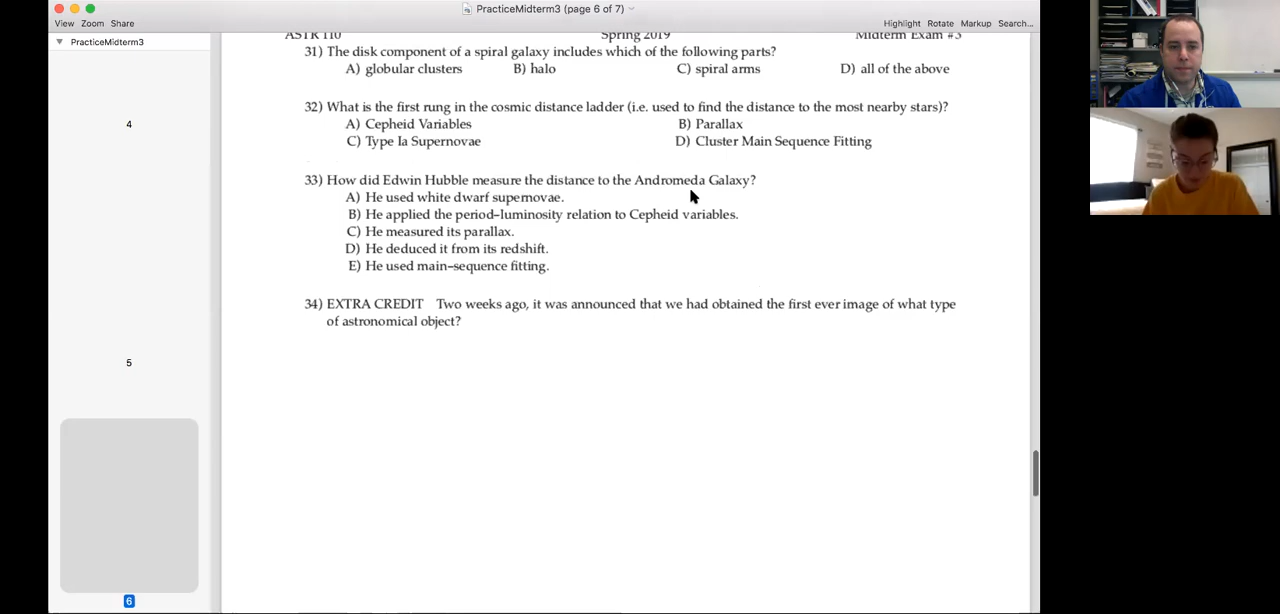 PracticeMidterm3 (page 6 of 7)
View Zoom Share
Highlight Rotate Markup Search...
PracticeMidterm3
4
5
6
ASTR 110 Spring 2019 Midterm Exam #3
31) The disk component of a spiral galaxy includes which of the following parts?
A) globular clusters B) halo C) spiral arms D) all of the above
32) What is the first rung in the cosmic distance ladder (i.e. used to find the distance to the most nearby stars)?
A) Cepheid Variables B) Parallax
C) Type Ia Supernovae D) Cluster Main Sequence Fitting
33) How did Edwin Hubble measure the distance to the Andromeda Galaxy?
A) He used white dwarf supernovae.
B) He applied the period-luminosity relation to Cepheid variables.
C) He measured its parallax.
D) He deduced it from its redshift.
E) He used main-sequence fitting.
34) EXTRA CREDIT Two weeks ago, it was announced that we had obtained the first ever image of what type
of astronomical object?